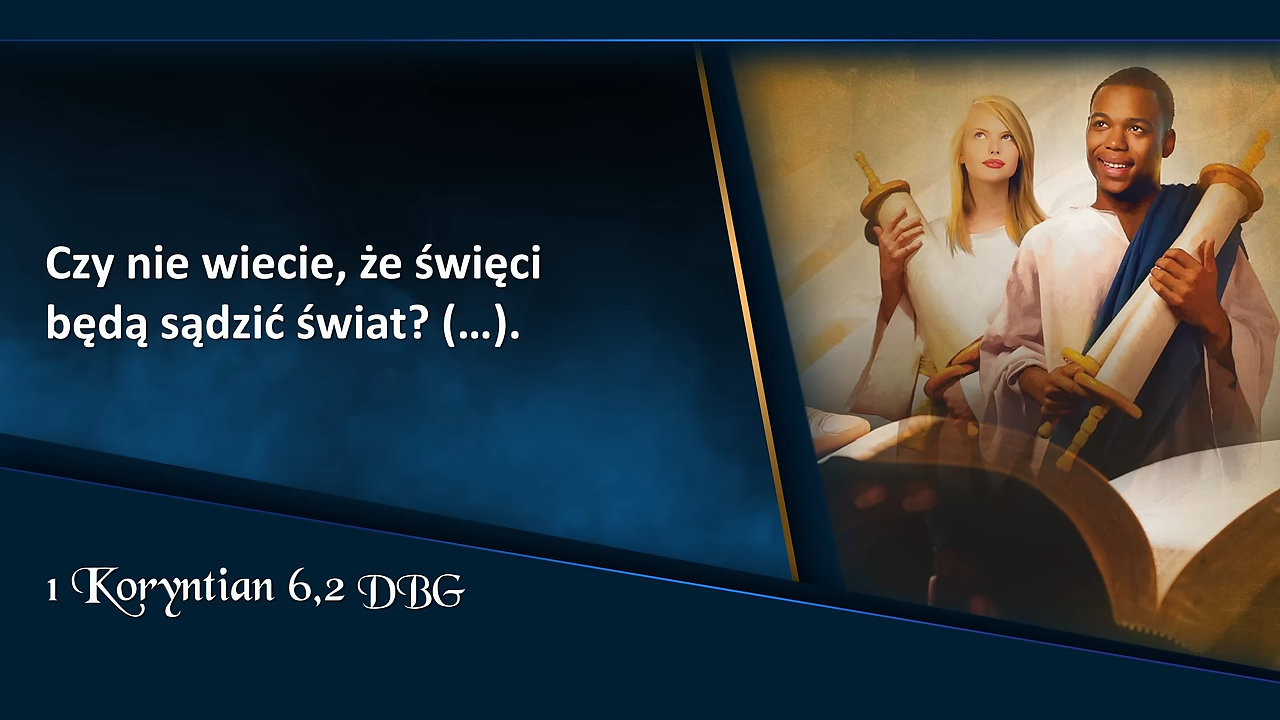 Czy nie wiecie, że święci
będą sądzić świat? (...).
1 Koryntian 6,2 DBG